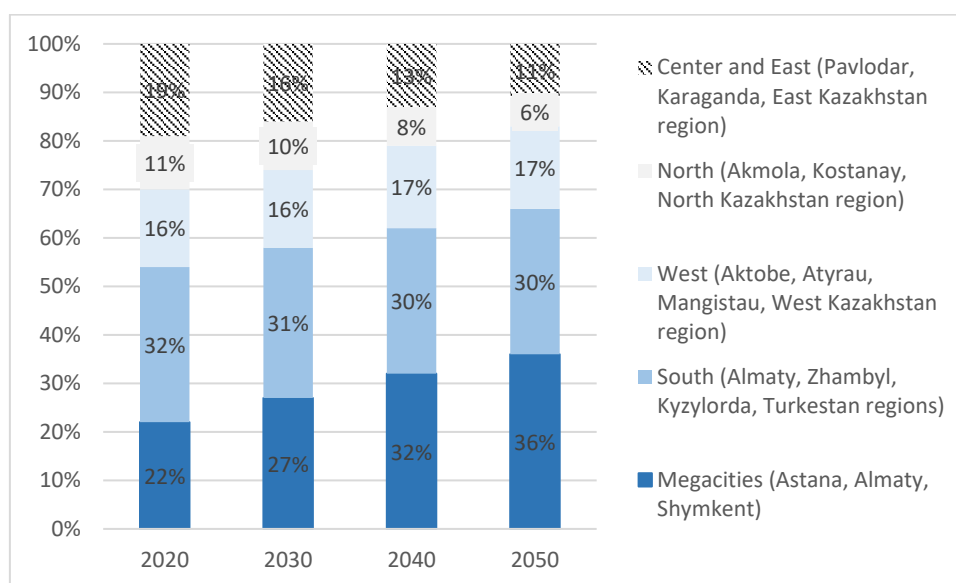 100%
90%
80%
70%
60%
50%
40%
30%
20%
10%
0%
19%
16%
13%
11%
11%
10%
8%
6%
16%
16%
17%
17%
32%
31%
30%
30%
22%
27%
32%
36%
2020
2030
2040
2050
Center and East (Pavlodar,
Karaganda, East Kazakhstan
region)
North (Akmola, Kostanay,
North Kazakhstan region)
West (Aktobe, Atyrau,
Mangistau, West Kazakhstan
region)
South (Almaty, Zhambyl,
Kyzylorda, Turkestan regions)
Megacities (Astana, Almaty,
Shymkent)